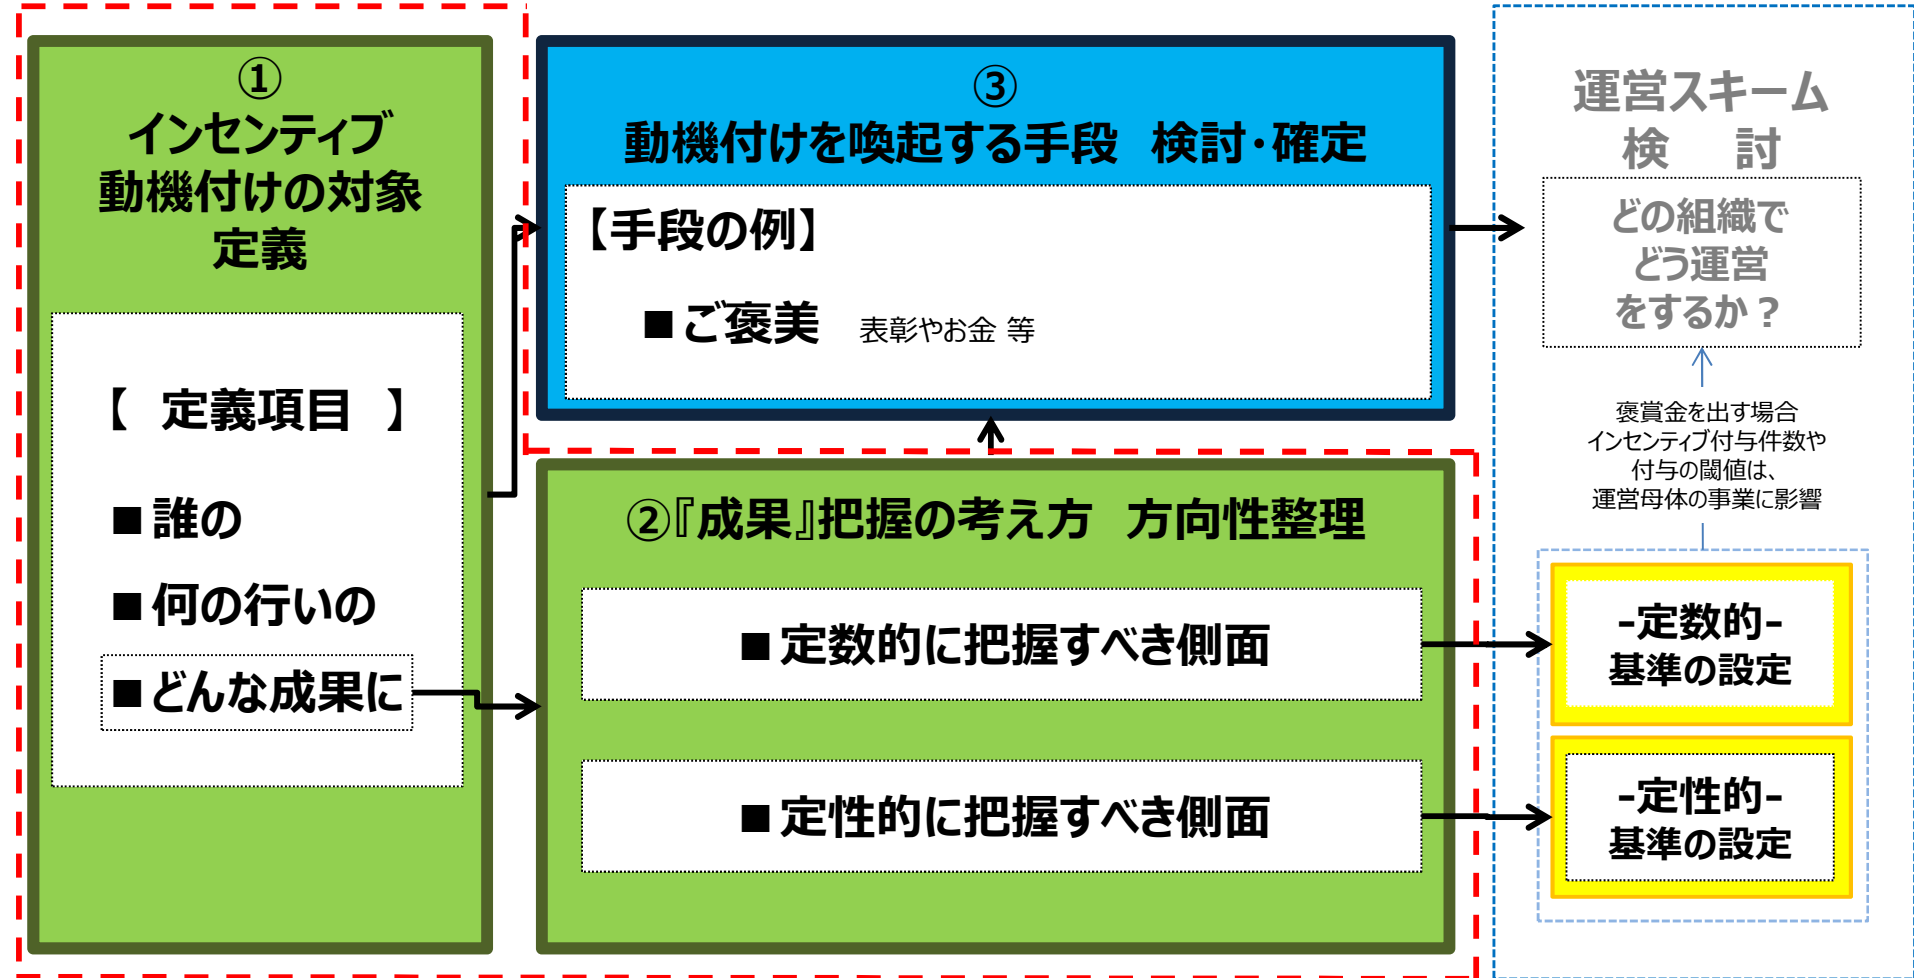 ①
インセンティブ
動機付けの対象
定義
【　定義項目　】
■誰の
■何の行いの
■どんな成果に
③
動機付けを喚起する手段　検討・確定
【手段の例】
■ご褒美　表彰やお金 等
②『成果』把握の考え方　方向性整理
■定数的に把握すべき側面
■定性的に把握すべき側面
運営スキーム
検　討
どの組織で
どう運営
をするか？
褒賞金を出す場合
インセンティブ付与件数や
付与の閾値は、
運営母体の事業に影響
-定数的-
基準の設定
-定性的-
基準の設定